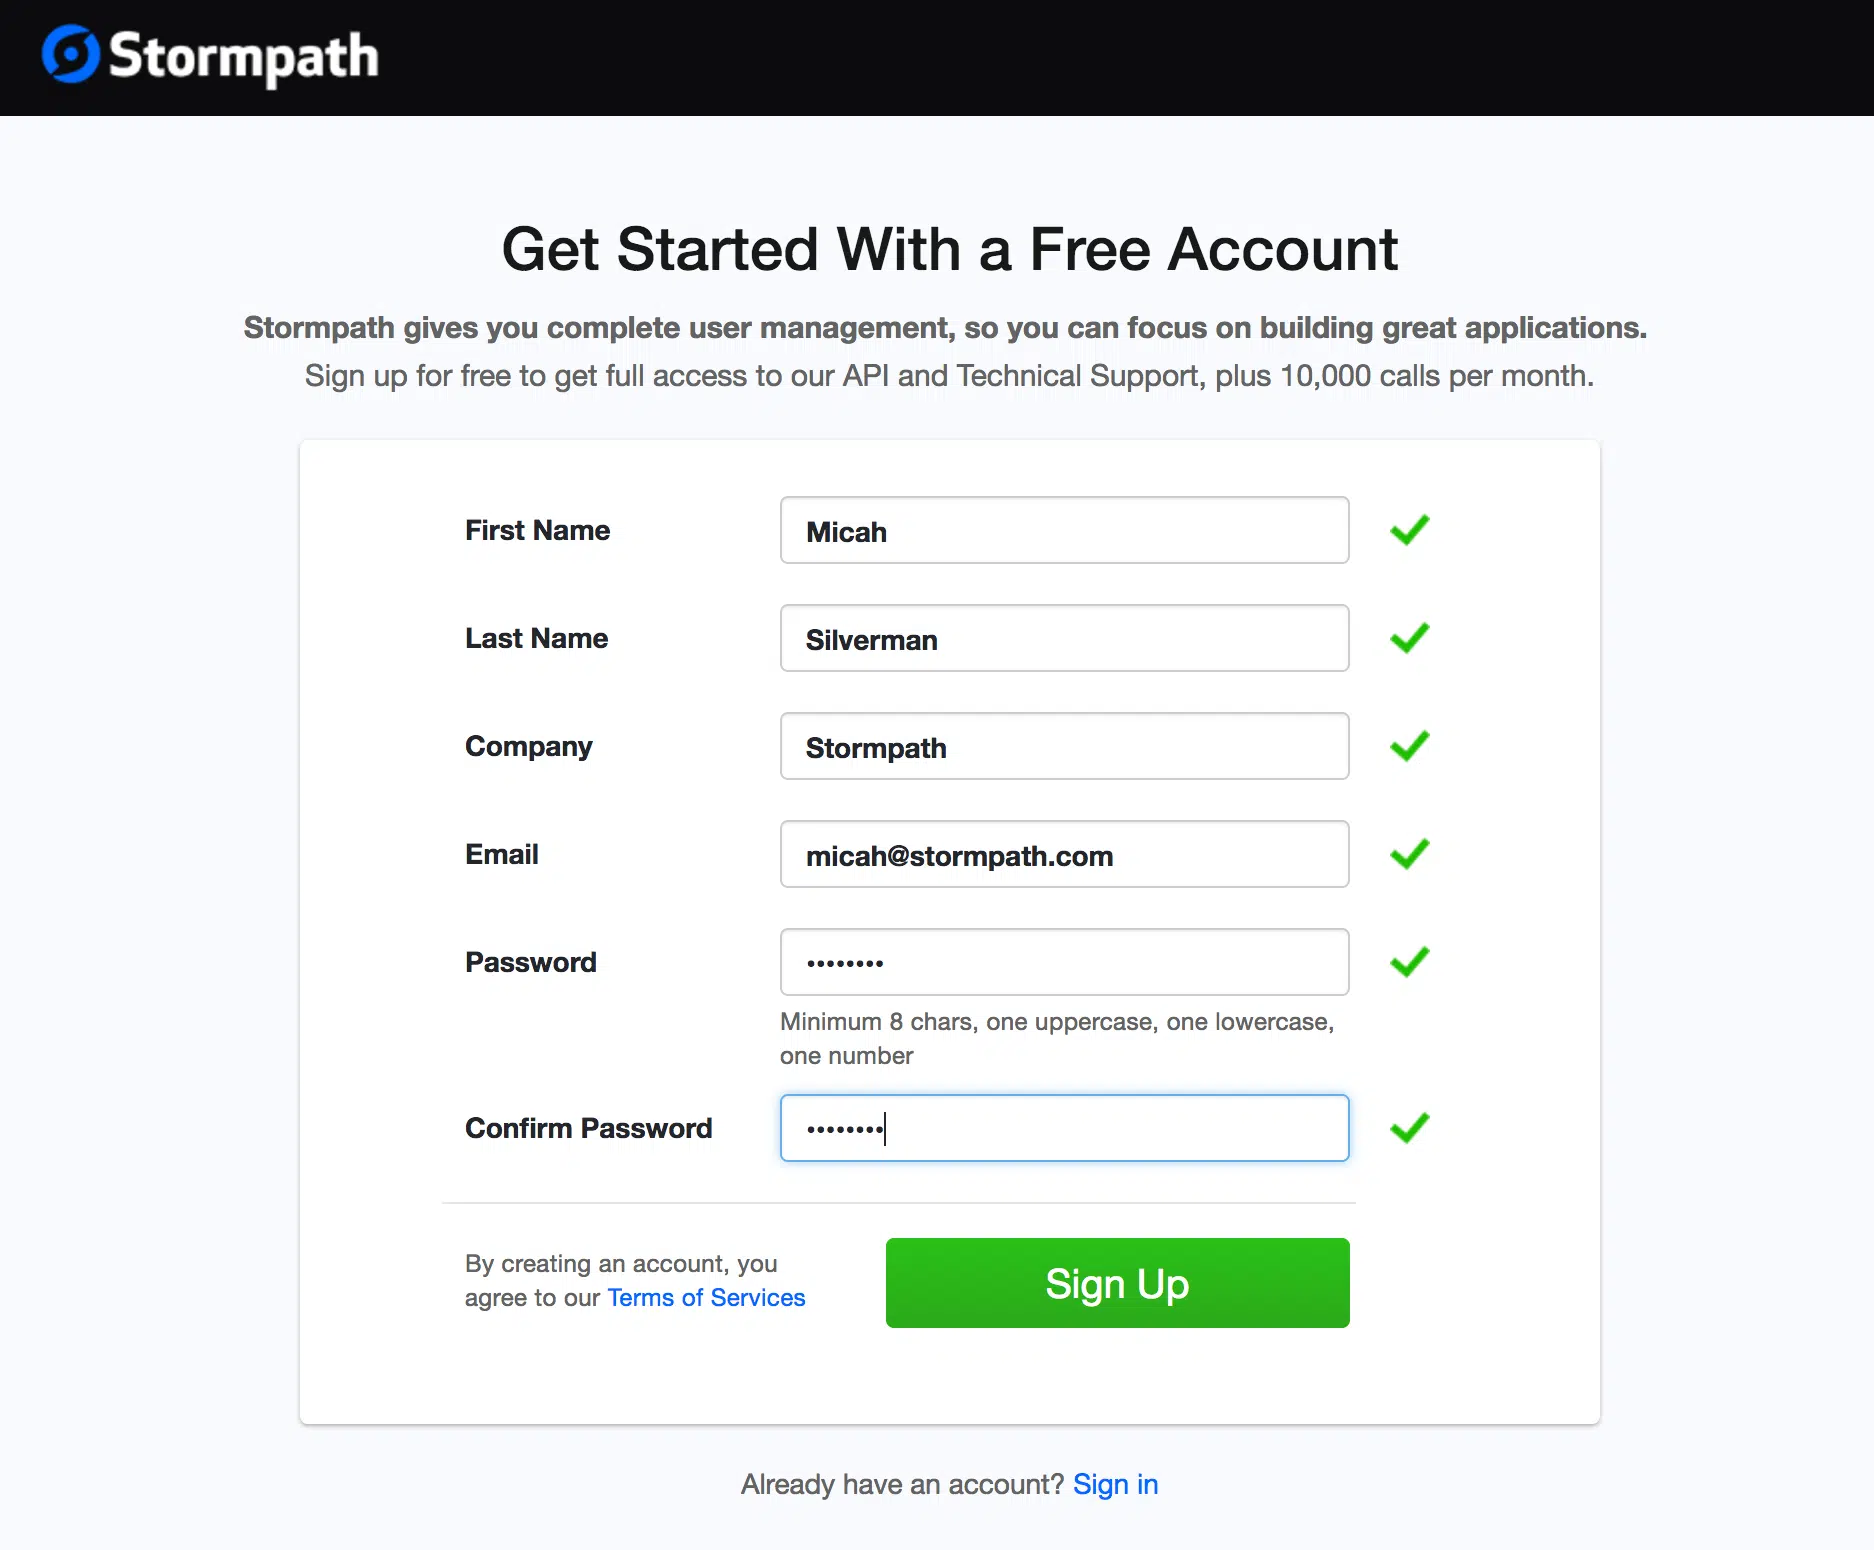 Stormpath
Get Started With a Free Account
Stormpath gives you complete user management, so you can focus on building great applications.
Sign up for free to get full access to our API and Technical Support, plus 10,000 calls per month.
First Name
Micah
Last Name
Silverman
Company
Stormpath
Email
micah@stormpath.com
Password
••••••••
Minimum 8 chars, one uppercase, one lowercase,
one number
Confirm Password
••••••••
By creating an account, you
agree to our Terms of Services
Sign Up
Already have an account? Sign in